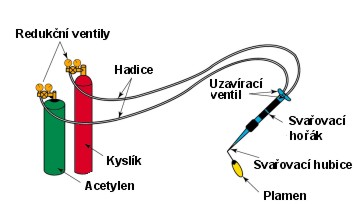 Redukční ventily
Hadice
Uzavírací
ventil
Svařovací
hořák
Kyslík
Svařovací hubice
Acetylen
Plamen